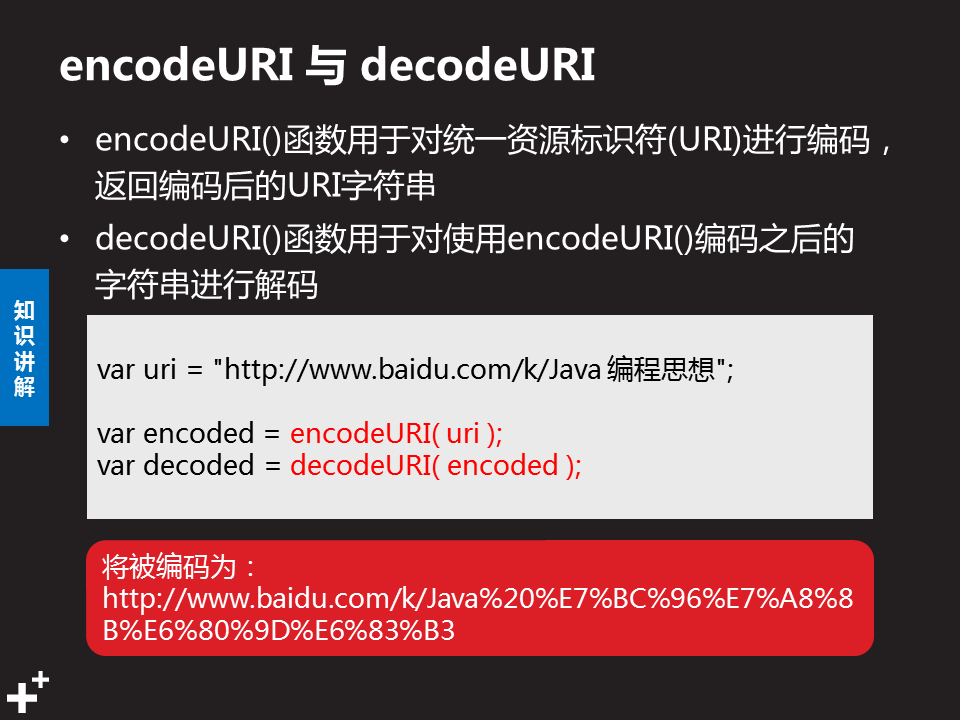 encodeURI 与 decodeURI
• encodeURI()函数用于对统一资源标识符(URI)进行编码，
返回编码后的URI字符串
• decodeURI()函数用于对使用encodeURI()编码之后的
字符串进行解码
知识讲解
var uri = "http://www.baidu.com/k/Java 编程思想";
var encoded = encodeURI( uri );
var decoded = decodeURI( encoded );
将被编码为：
http://www.baidu.com/k/Java%20%E7%BC%96%E7%A8%8
B%E6%80%9D%E6%83%B3